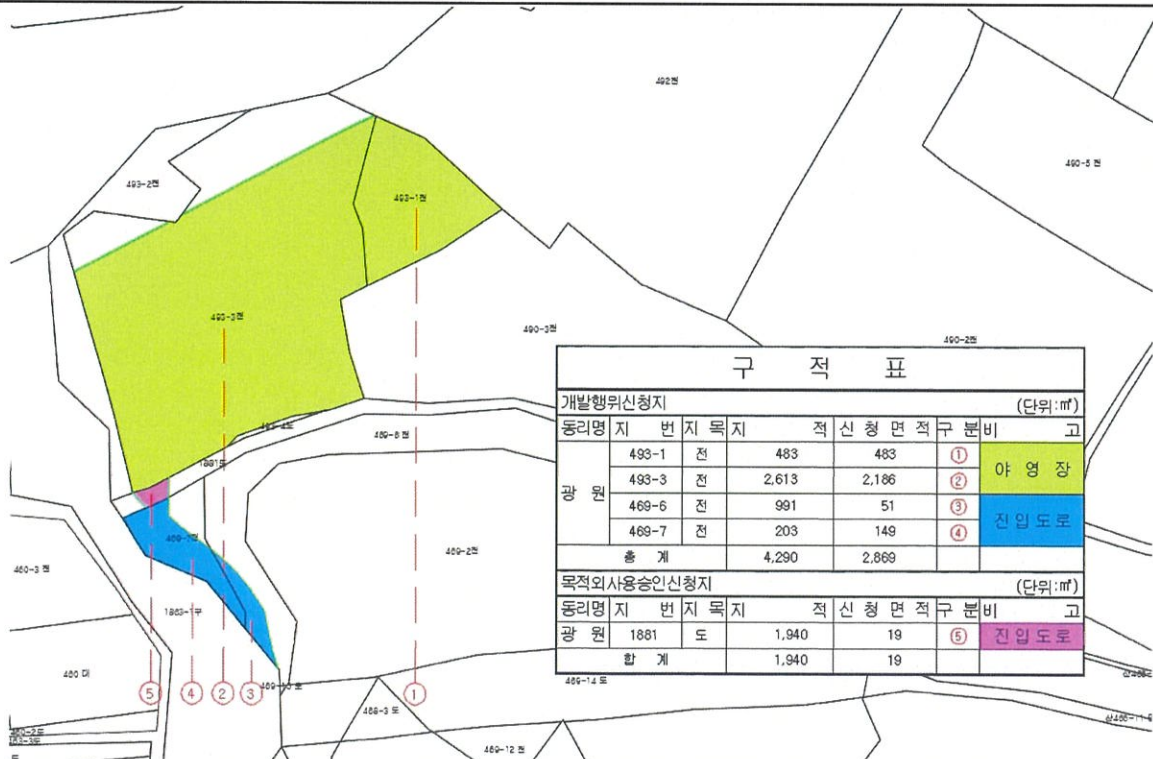 492전
490-5 전
493-2전
493-1전
493-3전
490-3전
490-2전
493-4도
469-6전
1881도
469-7전
469-2전
460-3 전
1863-1구
460 대
469-14 도
468-3 도
469-12 전
460-2도
⑤ ④ ② ③ ①
구 적 표
개발행위신청지 (단위:㎡)
동리명 지 번 지 목 지 적 신 청 면 적 구 분 비 고
광 원 493-1 전 483 483 ① 야 영 장
493-3 전 2,613 2,186 ②
469-6 전 991 51 ③ 진입도로
469-7 전 203 149 ④
총 계 4,290 2,869
목적외사용승인신청지 (단위:㎡)
동리명 지 번 지 목 지 적 신 청 면 적 구 분 비 고
광 원 1881 도 1,940 19 ⑤ 진입도로
합 계 1,940 19